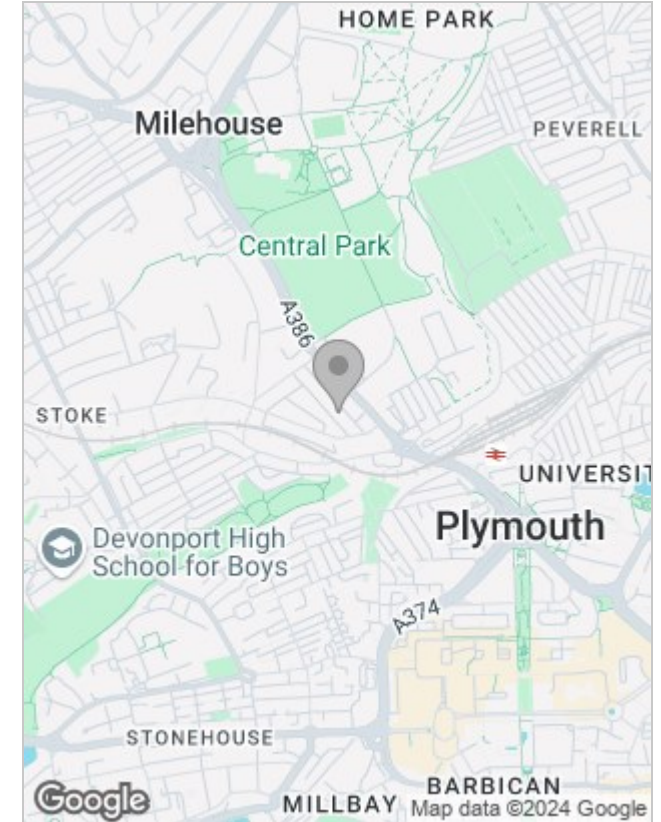 HOME PARK
Milehouse
PEVERELL
Central Park
A386
STOKE
UNIVERSIT
Plymouth
Devonport High
School for Boys
A374
STONEHOUSE
BARBICAN
MILLBAY
Google
Map data ©2024 Google